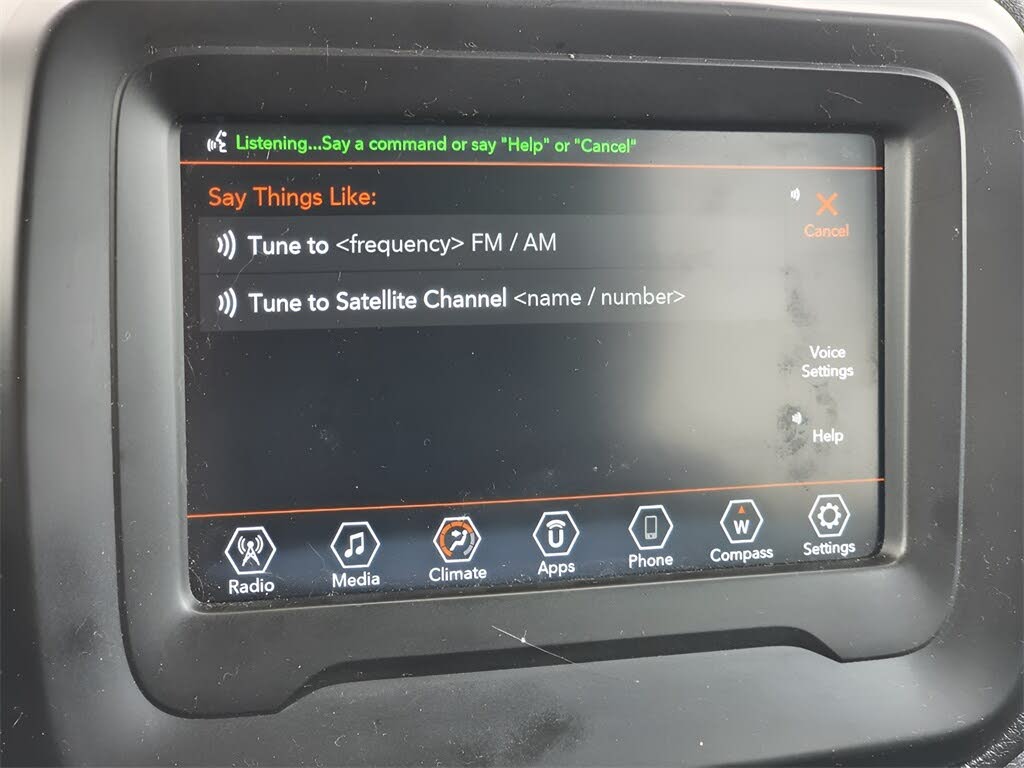 Listening...Say a command or say "Help" or "Cancel"
Say Things Like:
Tune to <frequency> FM / AM
Tune to Satellite Channel <name / number>
Cancel
Voice
Settings
Help
Radio
Media
Climate
U
Apps
Phone
W
Compass
Settings